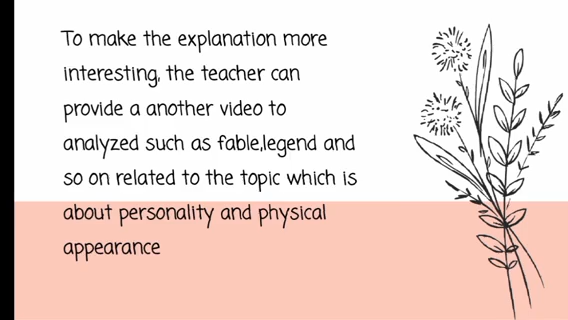 To make the explanation more
interesting, the teacher can
provide a another video to
analyzed such as fable,legend and
so on related to the topic which is
about personality and physical
appearance